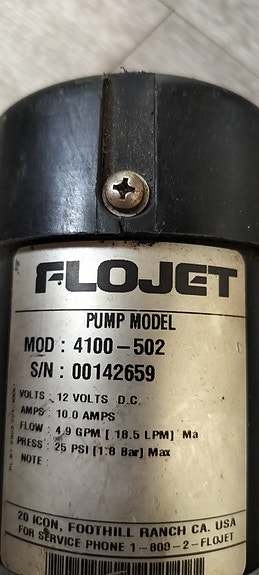 FLOJET
PUMP MODEL
MOD : 4100-502
S/N : 00142659
VOLTS : 12 VOLTS D.C.
AMPS : 10.0 AMPS
FLOW : 4.9 GPM [ 18.5 LPM] Ma
PRESS : 25 PSI [1.8 Bar] Max
NOTE :
20 ICON, FOOTHILL RANCH CA. USA
FOR SERVICE PHONE 1-800-2-FLOJET